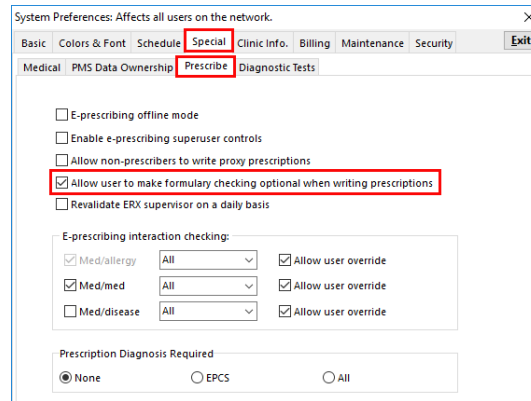 System Preferences: Affects all users on the network.
Basic Colors & Font Schedule Special Clinic Info. Billing Maintenance Security Exit
Medical PMS Data Ownership Prescribe Diagnostic Tests
E-prescribing offline mode
Enable e-prescribing superuser controls
Allow non-prescribers to write proxy prescriptions
Allow user to make formulary checking optional when writing prescriptions
Revalidate ERX supervisor on a daily basis
E-prescribing interaction checking:
Med/allergy All Allow user override
Med/med All Allow user override
Med/disease All Allow user override
Prescription Diagnosis Required
None EPCS All